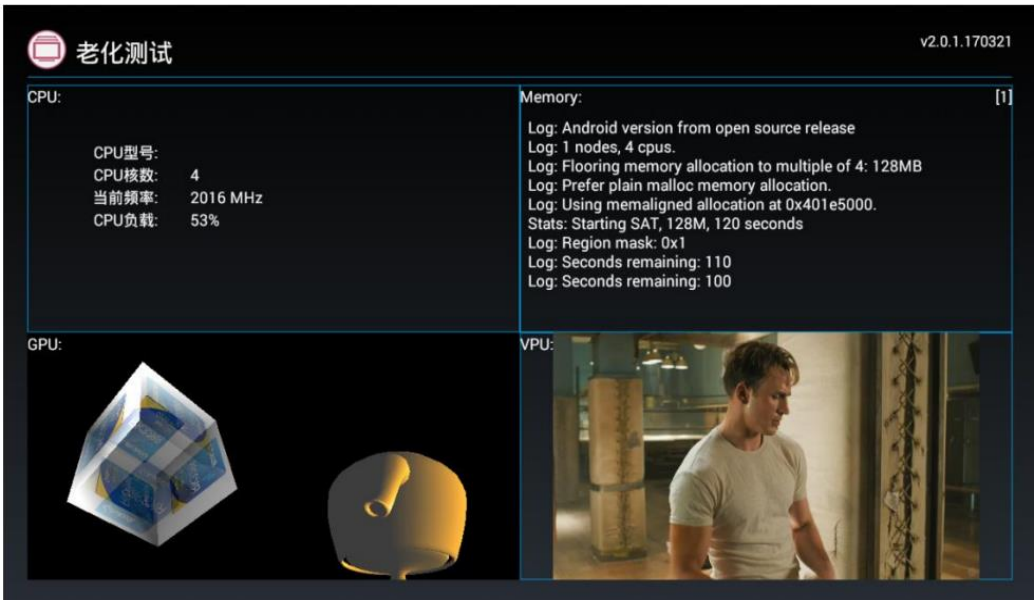 老化测试
v2.0.1.170321
CPU:
CPU型号:
CPU核数: 4
当前频率: 2016 MHz
CPU负载: 53%
Memory:
[1]
Log: Android version from open source release
Log: 1 nodes, 4 cpus.
Log: Flooring memory allocation to multiple of 4: 128MB
Log: Prefer plain malloc memory allocation.
Log: Using memaligned allocation at 0x401e5000.
Stats: Starting SAT, 128M, 120 seconds
Log: Region mask: 0x1
Log: Seconds remaining: 110
Log: Seconds remaining: 100
GPU:
VPU: